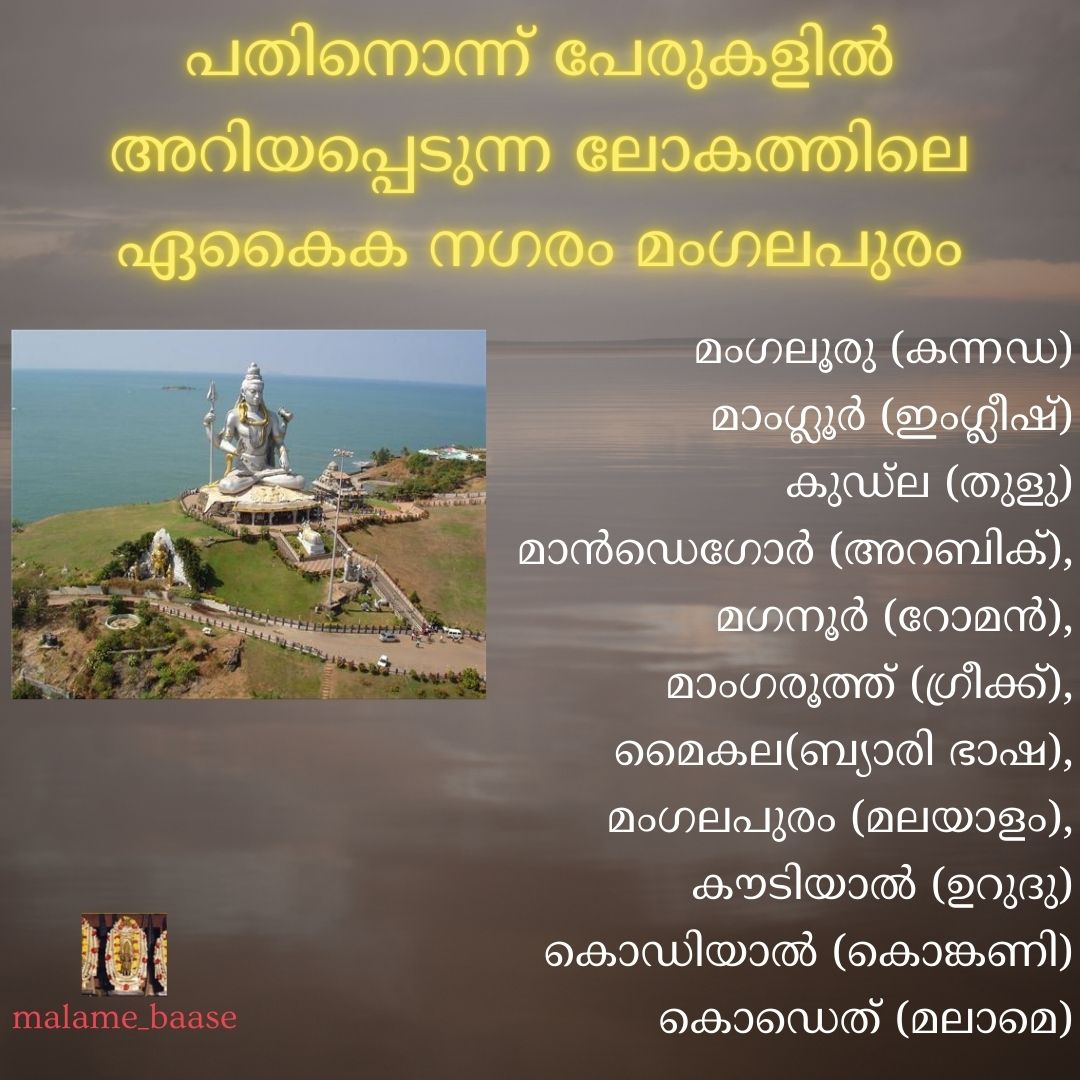 പതിനൊന്ന് പേരുകളിൽ
അറിയപ്പെടുന്ന ലോകത്തിലെ
ഏകൈക നഗരം മംഗലപുരം
മംഗലൂരു (കന്നഡ)
മാംഗ്ലൂർ (ഇംഗ്ലീഷ്)
കുഡ്ല (തുളു)
മാൻഡെഗോർ (അറബിക്),
മഗനൂർ (റോമൻ),
മാംഗരൂത്ത് (ഗ്രീക്ക്),
മൈകല(ബ്യാരി ഭാഷ),
മംഗലപുരം (മലയാളം),
കൗടിയാൽ (ഉറുദു)
കൊഡിയാൽ (കൊങ്കണി)
കൊഡെത് (മലാമെ)
malame_baase